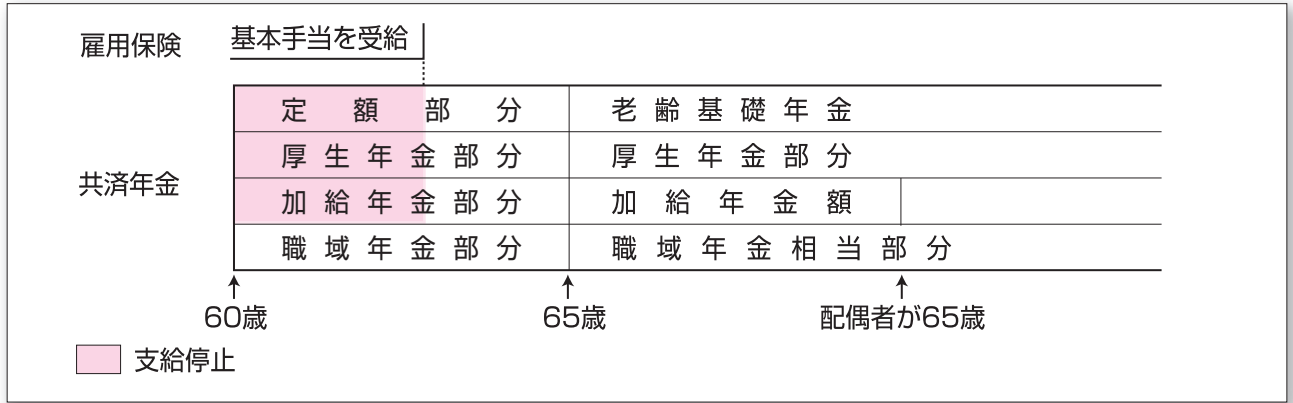 雇用保険 基本手当を受給
定額部分 老齢基礎年金
厚生年金部分 厚生年金部分
共済年金
加給年金部分 加給年金額
職域年金部分 職域年金相当部分
60歳 65歳 配偶者が65歳
支給停止